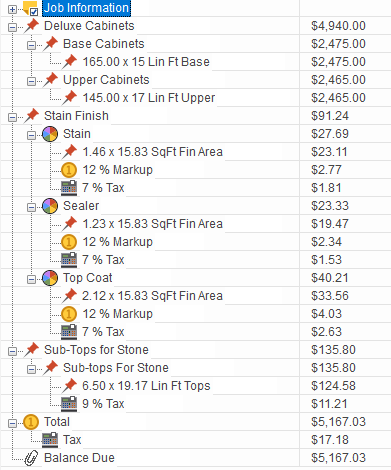 Job Information
Deluxe Cabinets $4,940.00
Base Cabinets $2,475.00
165.00 x 15 Lin Ft Base $2,475.00
Upper Cabinets $2,465.00
145.00 x 17 Lin Ft Upper $2,465.00
Stain Finish $91.24
Stain $27.69
1.46 x 15.83 SqFt Fin Area $23.11
1 12 % Markup $2.77
7 % Tax $1.81
Sealer $23.33
1.23 x 15.83 SqFt Fin Area $19.47
1 12 % Markup $2.34
7 % Tax $1.53
Top Coat $40.21
2.12 x 15.83 SqFt Fin Area $33.56
1 12 % Markup $4.03
7 % Tax $2.63
Sub-Tops for Stone $135.80
Sub-tops For Stone $135.80
6.50 x 19.17 Lin Ft Tops $124.58
9 % Tax $11.21
1 Total $5,167.03
Tax $17.18
Balance Due $5,167.03